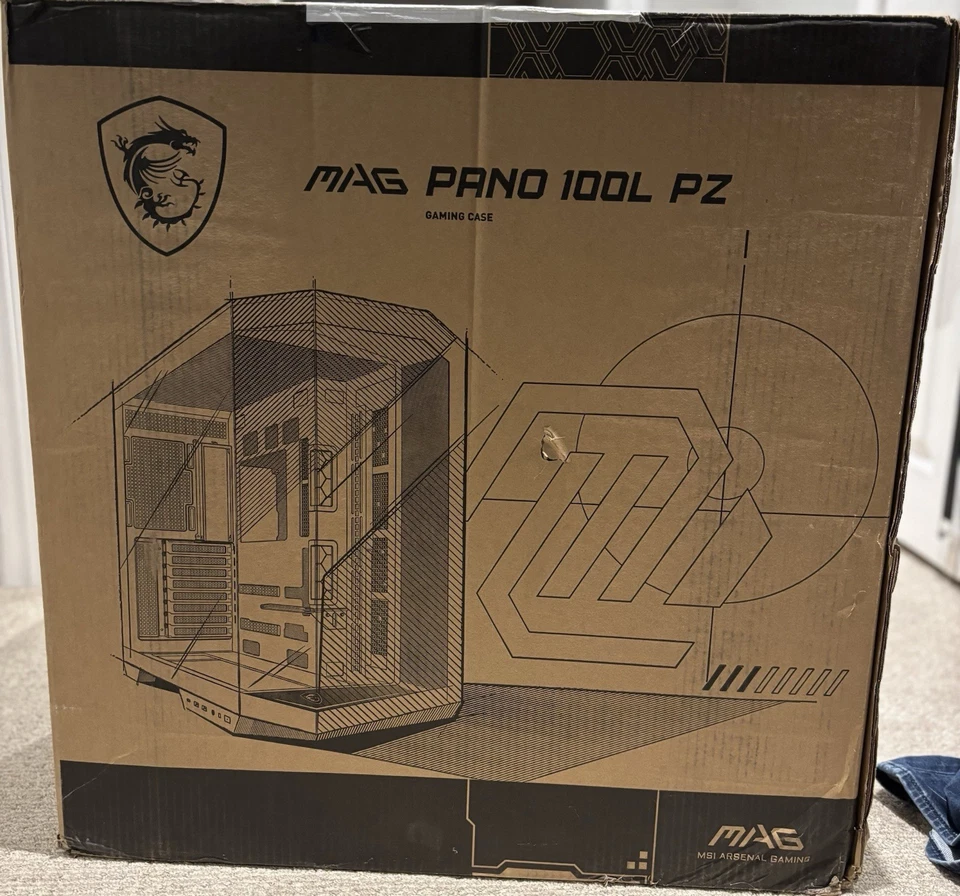 MAG PANO 100L PZ
GAMING CASE
MAG
MSI ARSENAL GAMING